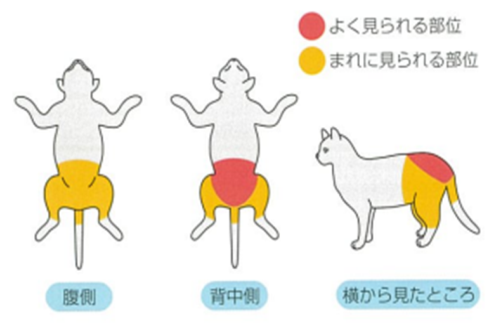 よく見られる部位
まれに見られる部位
腹側
背中側
横から見たところ